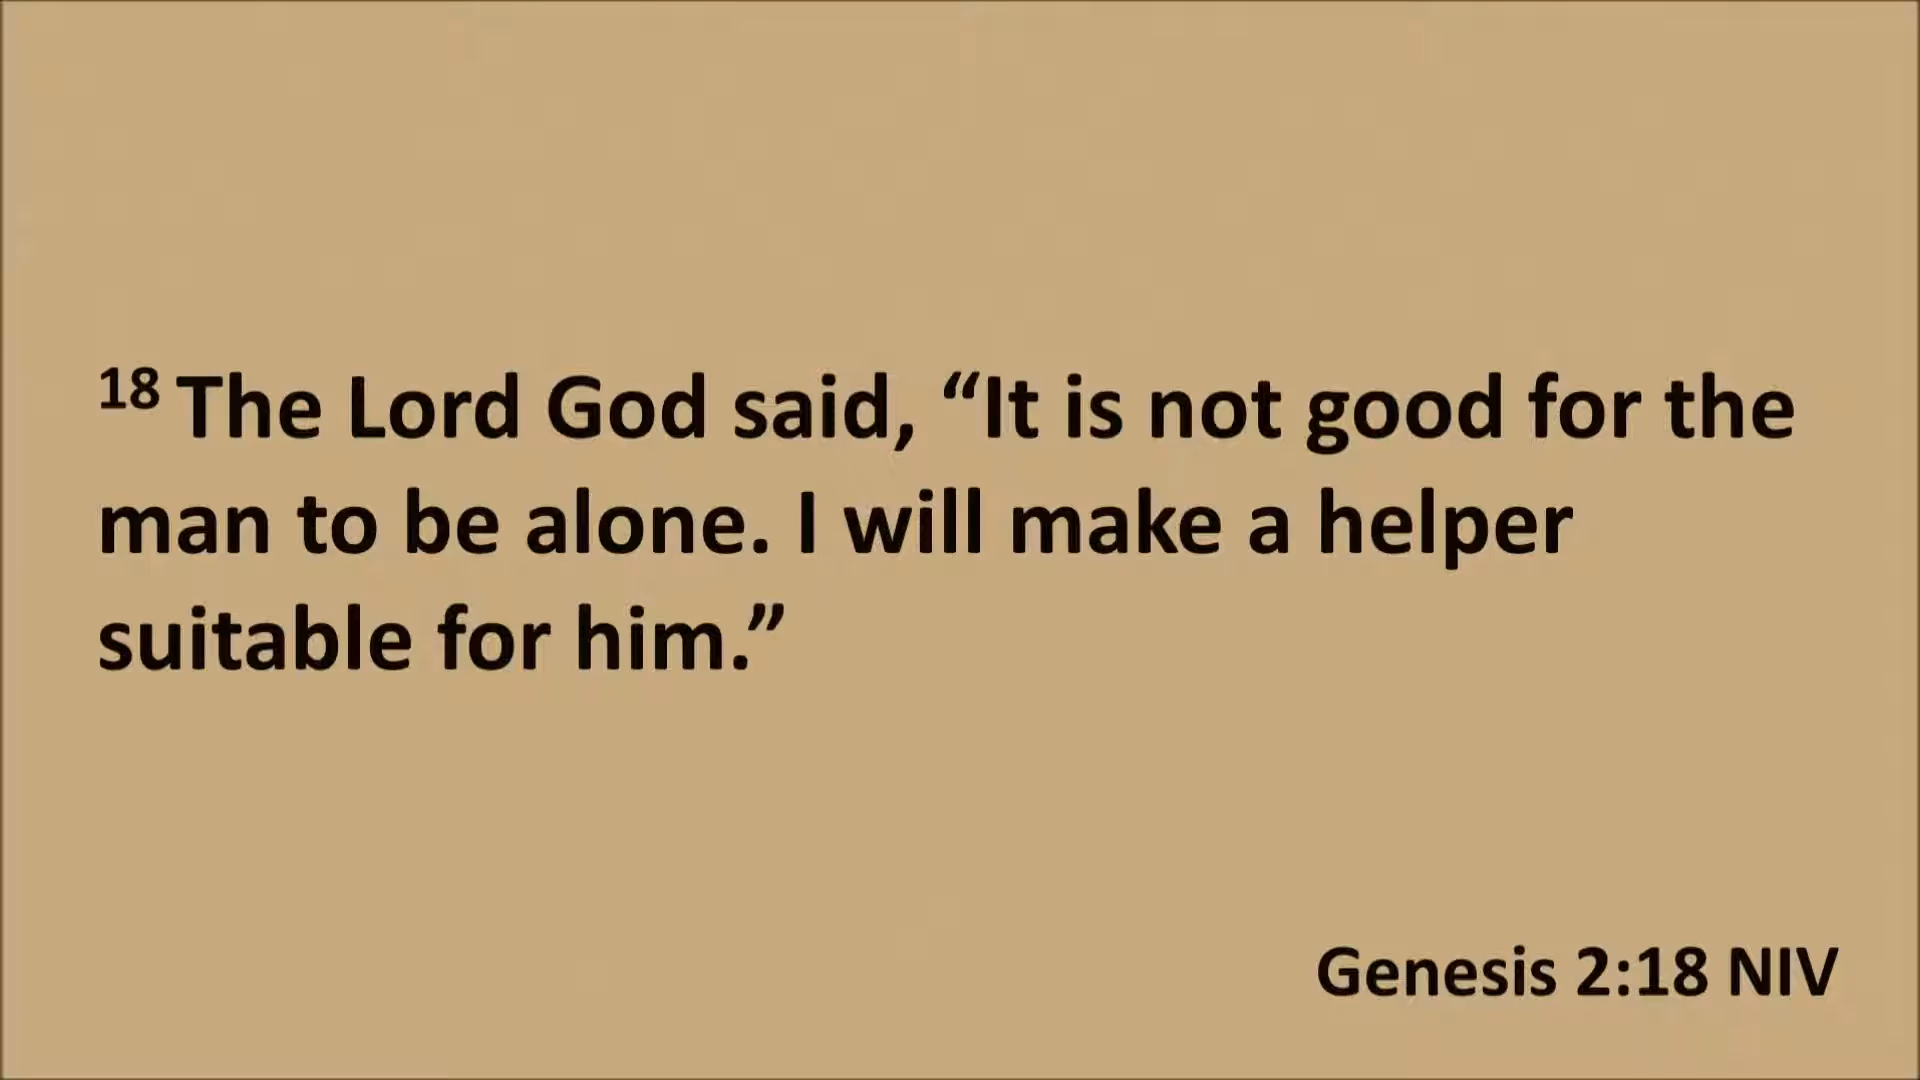 18 The Lord God said, “It is not good for the
man to be alone. I will make a helper
suitable for him.”
Genesis 2:18 NIV